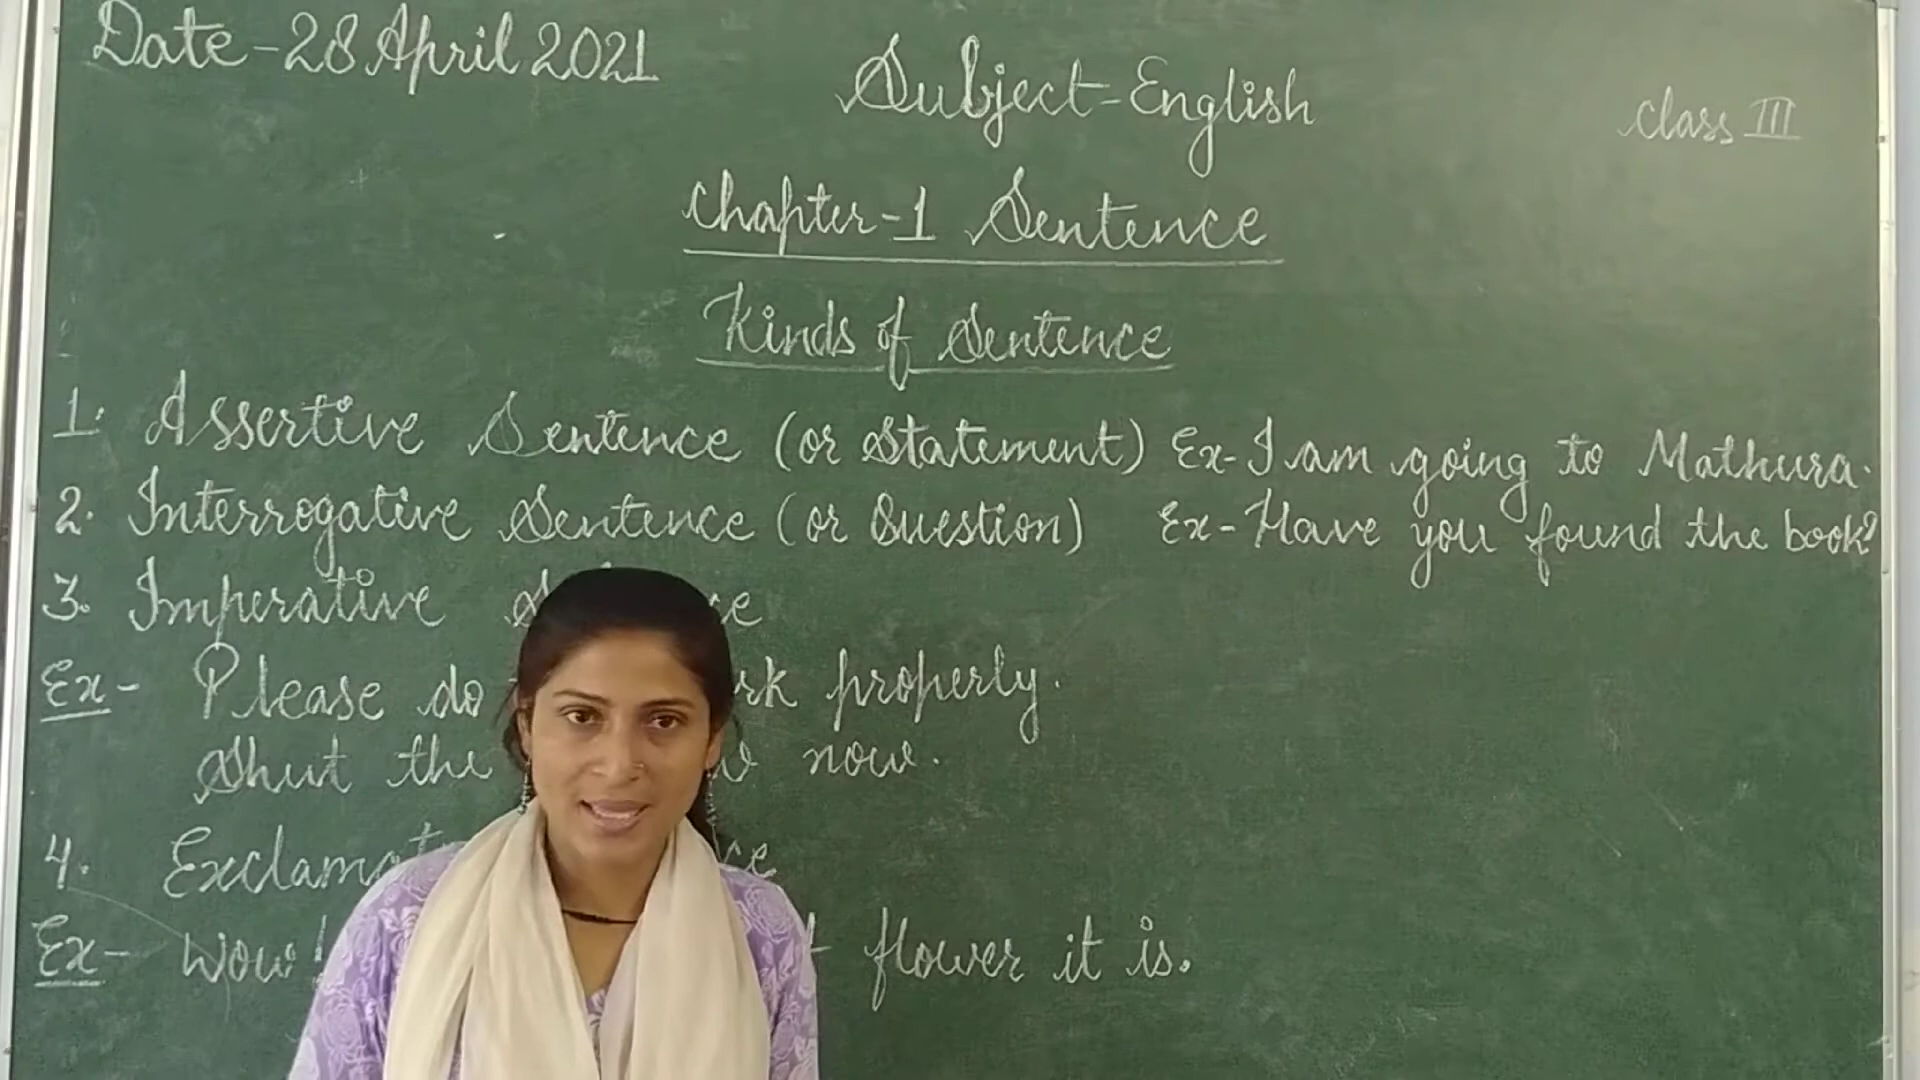 Date - 28 April 2021
Subject - English
Class III
Chapter - 1 Sentence
Kinds of Sentence
1. Assertive Sentence (or Statement) Ex - I am going to Mathura.
2. Interrogative Sentence (or Question) Ex - Have you found the book?
3. Imperative
Ex - Please do properly.
Shut the now.
4.
Ex - Wow! flower it is.